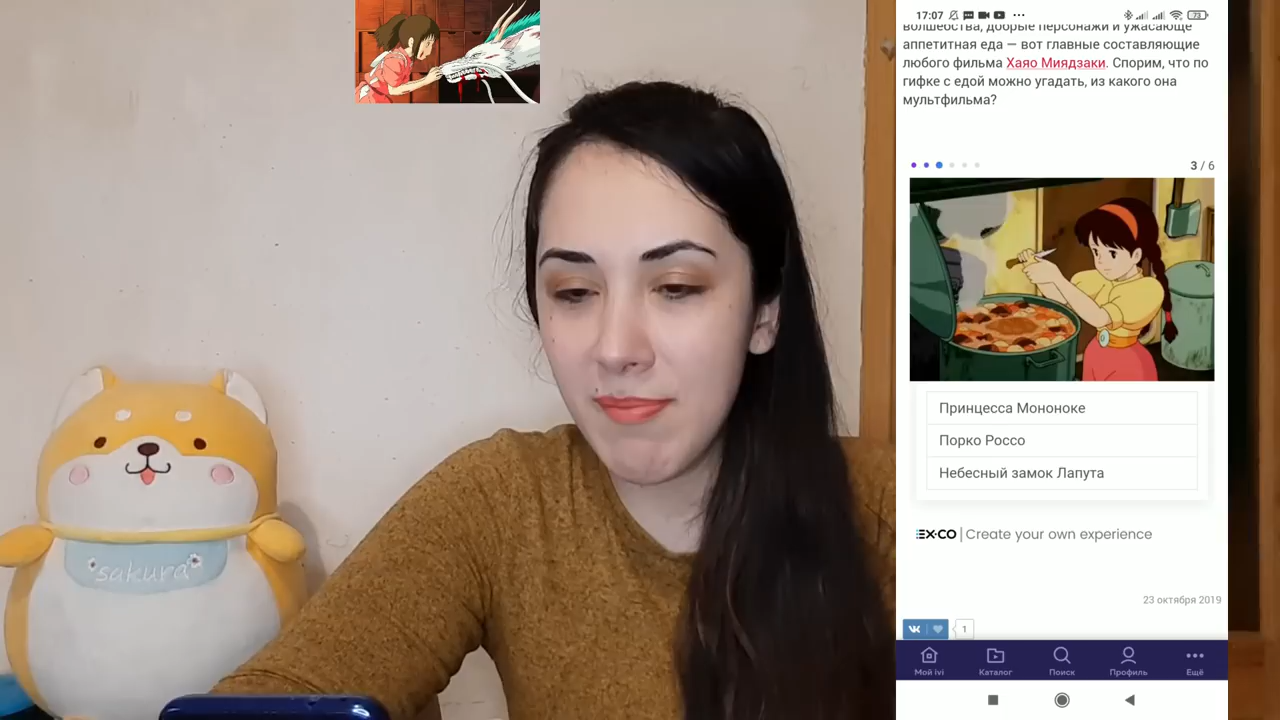 17:07
73
волшебства, добрые персонажи и ужасающе
аппетитная еда — вот главные составляющие
любого фильма Хаяо Миядзаки. Спорим, что по
гифке с едой можно угадать, из какого она
мультфильма?
3 / 6
Принцесса Мононоке
Порко Россо
Небесный замок Лапута
EX·CO | Create your own experience
23 октября 2019
1
Мой ivi
Каталог
Поиск
Профиль
Ещё
sakura